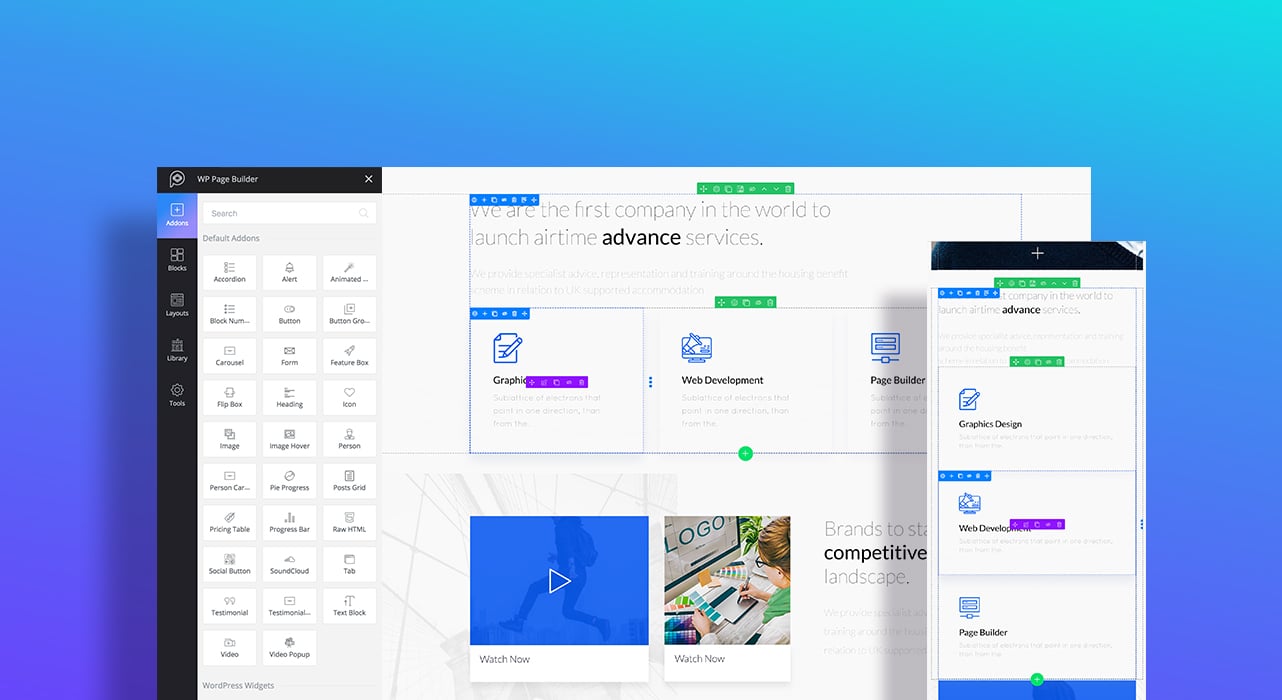 WP Page Builder
Addons
Blocks
Layouts
Library
Tools
Search
Default Addons
Accordion
Alert
Animated ...
Block Num...
Button
Button Gro...
Carousel
Form
Feature Box
Flip Box
Heading
Icon
Image
Image Hover
Person
Person Car...
Pie Progress
Posts Grid
Pricing Table
Progress Bar
Raw HTML
Social Button
SoundCloud
Tab
Testimonial
Testimonial...
Text Block
Video
Video Popup
WordPress Widgets
We are the first company in the world to
launch airtime advance services.
We provide specialist advice, representation and training around the housing benefit
scheme in relation to UK supported accommodation
Graphic
Sublattice of electrons that
point in one direction, than
from the..
Web Development
Sublattice of electrons that
point in one direction, than
from the..
Page Builder
Sublattice of
point in one d
from the..
LOGO
Watch Now
Watch Now
Brands to sta
competitive
landscape.
We provide specialist adv
training around the hous
relation to UK supported
st company in the world to
launch airtime advance services.
We provide specialist advice, representation and training
around the housing benefit
scheme in relation to UK mmodation
Graphics Design
Sublattice of electrons that point in one direction,
than from the..
Web Developm
Sublattice of electrons that point in one direction,
than from the..
Page Builder
Sublattice of electrons that point in one direction,
than from the..